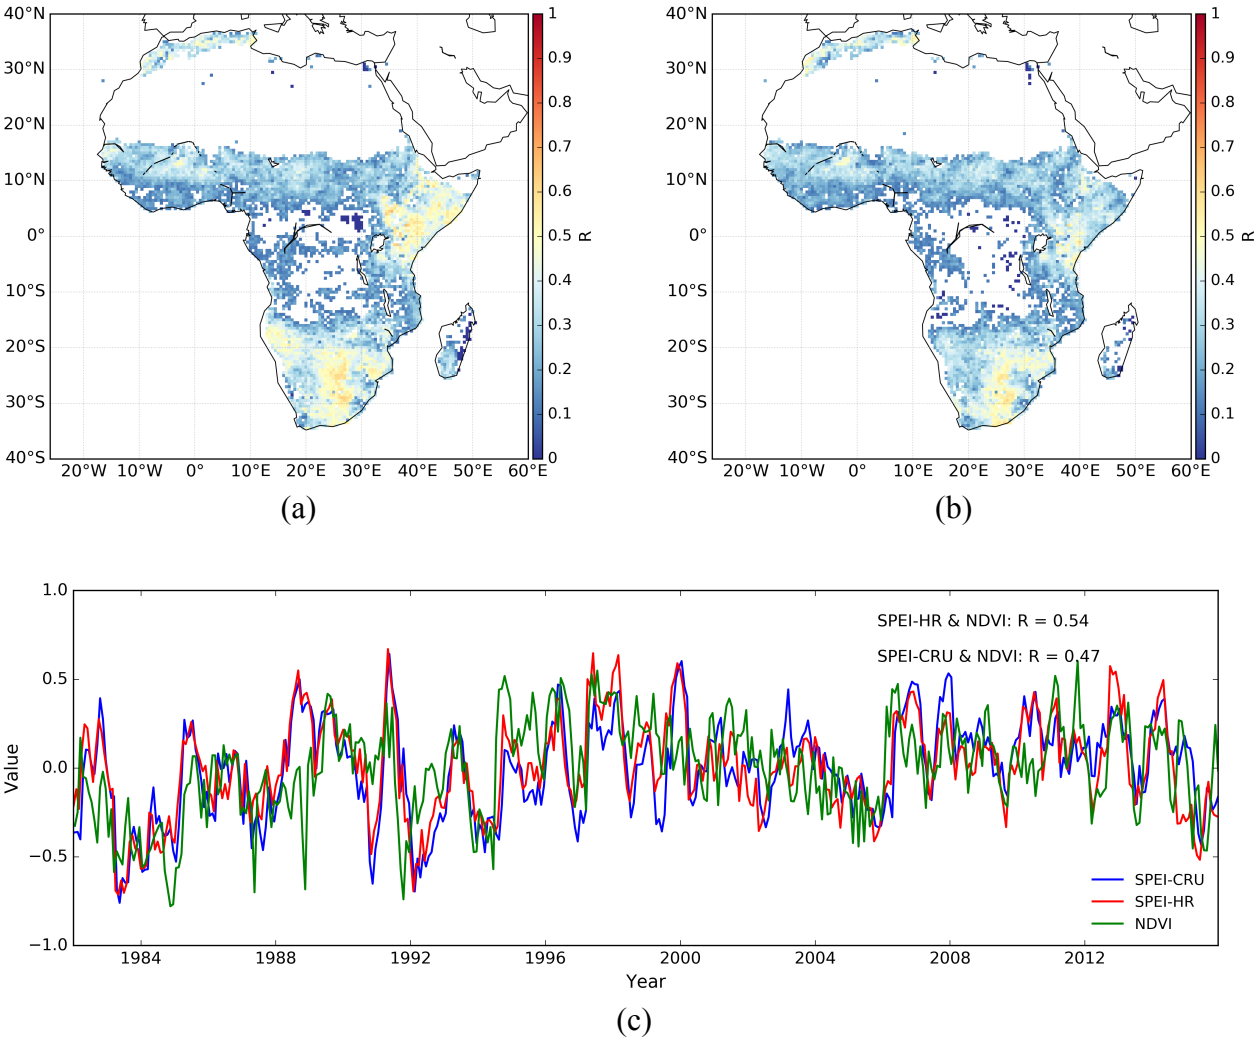 40°N
30°N
20°N
10°N
0°
10°S
20°S
30°S
40°S
20°W 10°W 0° 10°E 20°E 30°E 40°E 50°E 60°E
1
0.9
0.8
0.7
0.6
0.5
0.4
0.3
0.2
0.1
0
R
(a)
40°N
30°N
20°N
10°N
0°
10°S
20°S
30°S
40°S
20°W 10°W 0° 10°E 20°E 30°E 40°E 50°E 60°E
1
0.9
0.8
0.7
0.6
0.5
0.4
0.3
0.2
0.1
0
R
(b)
1.0
0.5
0.0
−0.5
−1.0
Value
SPEI-HR & NDVI: R = 0.54
SPEI-CRU & NDVI: R = 0.47
SPEI-CRU
SPEI-HR
NDVI
1984 1988 1992 1996 2000 2004 2008 2012
Year
(c)